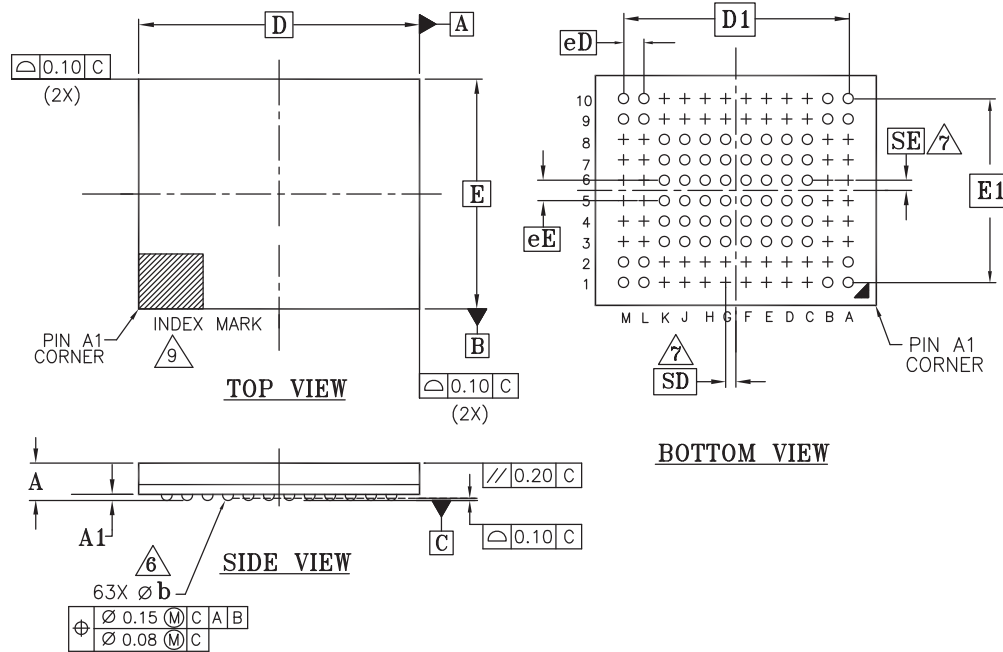 D
A
⌓ 0.10 C
(2X)
E
PIN A1
CORNER
INDEX MARK
9
B
TOP VIEW
⌓ 0.10 C
(2X)
D1
eD
10
9
8
7
6
5
4
3
2
1
SE 7
E1
eE
M L K J H G F E D C B A
7
SD
PIN A1
CORNER
BOTTOM VIEW
A
A1
// 0.20 C
⌓ 0.10 C
C
6
SIDE VIEW
63X Ø b
⌖ Ø 0.15 Ⓜ C A B
Ø 0.08 Ⓜ C